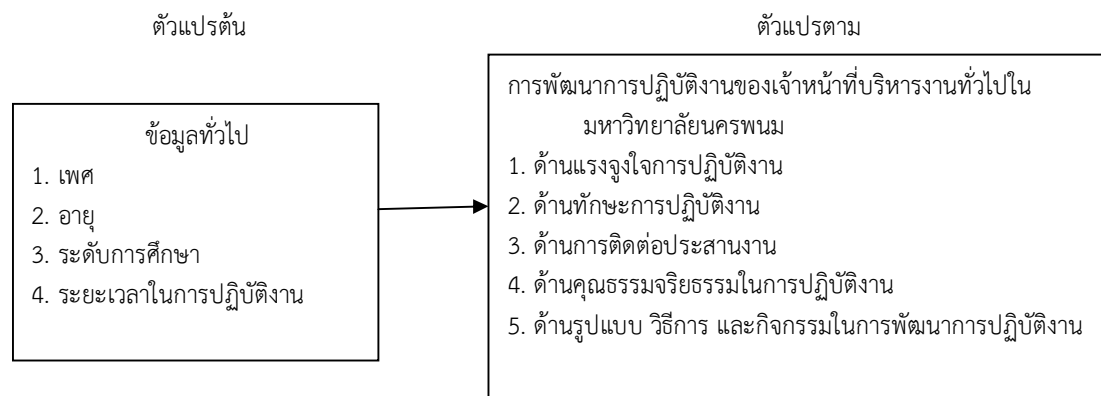 ตัวแปรต้น
ตัวแปรตาม
ข้อมูลทั่วไป
1. เพศ
2. อายุ
3. ระดับการศึกษา
4. ระยะเวลาในการปฏิบัติงาน
การพัฒนาการปฏิบัติงานของเจ้าหน้าที่บริหารงานทั่วไปใน
มหาวิทยาลัยนครพนม
1. ด้านแรงจูงใจการปฏิบัติงาน
2. ด้านทักษะการปฏิบัติงาน
3. ด้านการติดต่อประสานงาน
4. ด้านคุณธรรมจริยธรรมในการปฏิบัติงาน
5. ด้านรูปแบบ วิธีการ และกิจกรรมในการพัฒนาการปฏิบัติงาน